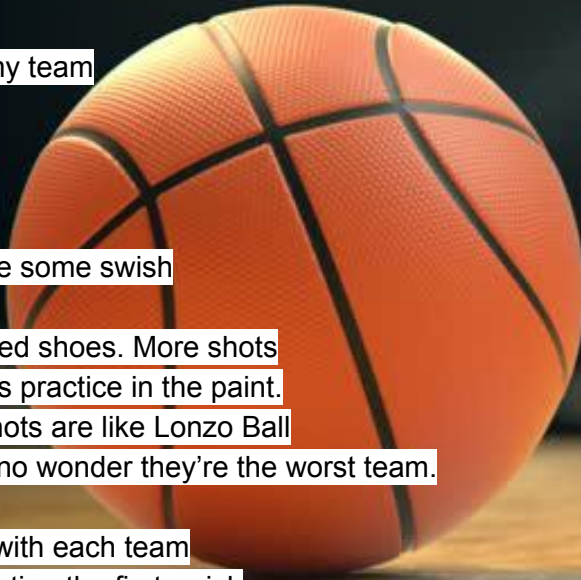 ny team
e some swish
ed shoes. More shots
s practice in the paint.
nots are like Lonzo Ball
no wonder they're the worst team.
with each team